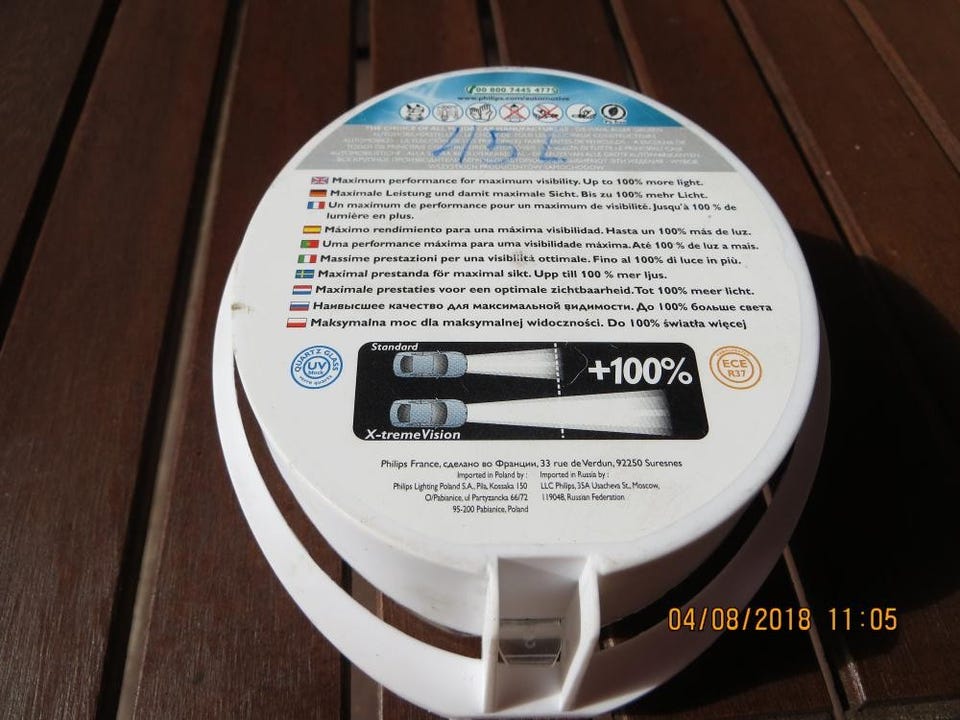 00 800 7445 4775
www.philips.com/automotive
Maximum performance for maximum visibility. Up to 100% more light.
Maximale Leistung und damit maximale Sicht. Bis zu 100% mehr Licht.
Un maximum de performance pour un maximum de visibilité. Jusqu'à 100 % de
lumière en plus.
Máximo rendimiento para una máxima visibilidad. Hasta un 100% más de luz.
Uma performance máxima para uma visibilidade máxima. Até 100 % de luz a mais.
Massime prestazioni per una visibilità ottimale. Fino al 100% di luce in più.
Maximal prestanda för maximal sikt. Upp till 100 % mer ljus.
Maximale prestaties voor een optimale zichtbaarheid. Tot 100% meer licht.
Наивысшее качество для максимальной видимости. До 100% больше света
Maksymalna moc dla maksymalnej widoczności. Do 100% światła więcej
Standard
QUARTZ GLASS
UV
Block
verre quartz
+100%
ECE
R37
X-tremeVision
Philips France, сделано во Франции, 33 rue de Verdun, 92250 Suresnes
Imported in Poland by :
Philips Lighting Poland S.A., Pila, Kossaka 150
O/Pabianice, ul Partyzancka 66/72
95-200 Pabianice, Poland
Imported in Russia by :
LLC Philips, 35A Usacheva St., Moscow,
119048, Russian Federation
04/08/2018 11:05